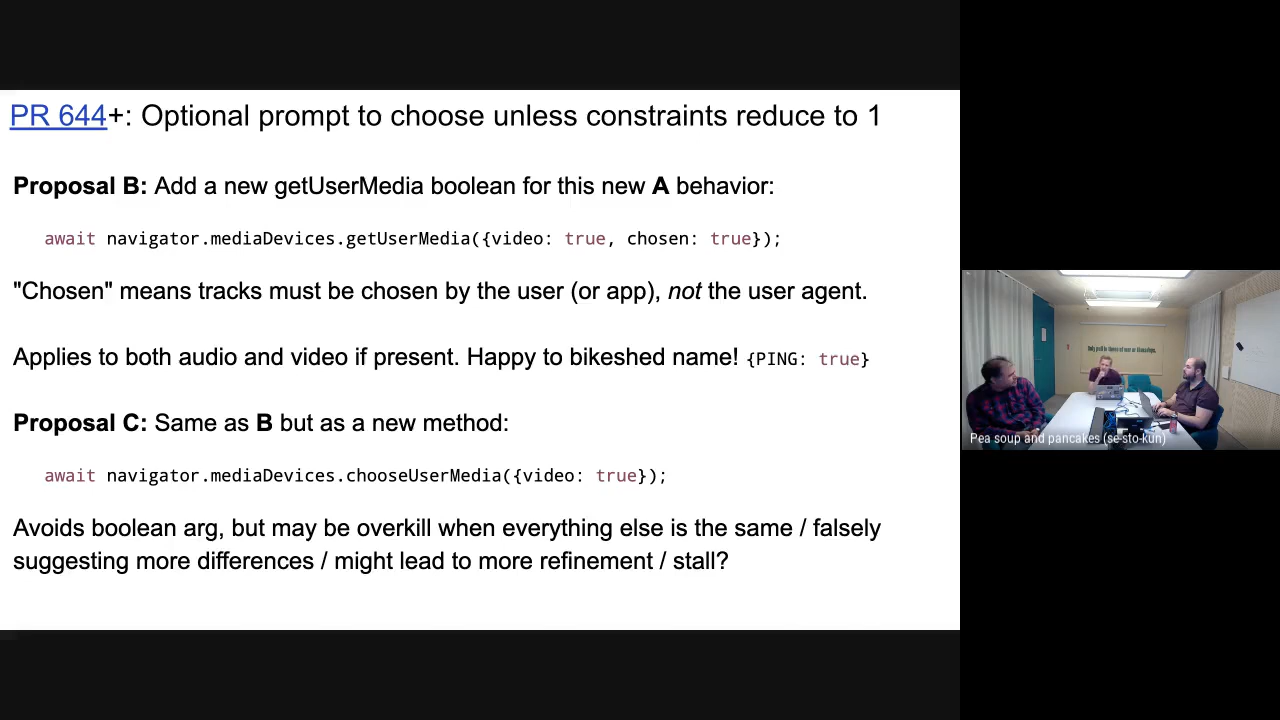 PR 644+: Optional prompt to choose unless constraints reduce to 1
Proposal B: Add a new getUserMedia boolean for this new A behavior:
await navigator.mediaDevices.getUserMedia({video: true, chosen: true});
"Chosen" means tracks must be chosen by the user (or app), not the user agent.
Applies to both audio and video if present. Happy to bikeshed name! {PING: true}
Proposal C: Same as B but as a new method:
await navigator.mediaDevices.chooseUserMedia({video: true});
Avoids boolean arg, but may be overkill when everything else is the same / falsely
suggesting more differences / might lead to more refinement / stall?
Pea soup and pancakes (se-sto-kun)